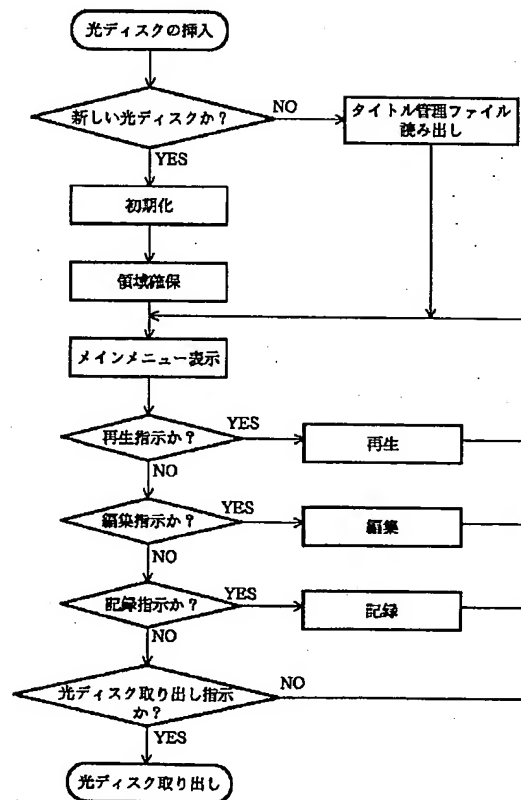 光ディスクの挿入
新しい光ディスクか？
NO
タイトル管理ファイル
読み出し
YES
初期化
領域確保
メインメニュー表示
再生指示か？
YES
再生
NO
編集指示か？
YES
編集
NO
記録指示か？
YES
記録
NO
光ディスク取り出し指示
か？
NO
YES
光ディスク取り出し